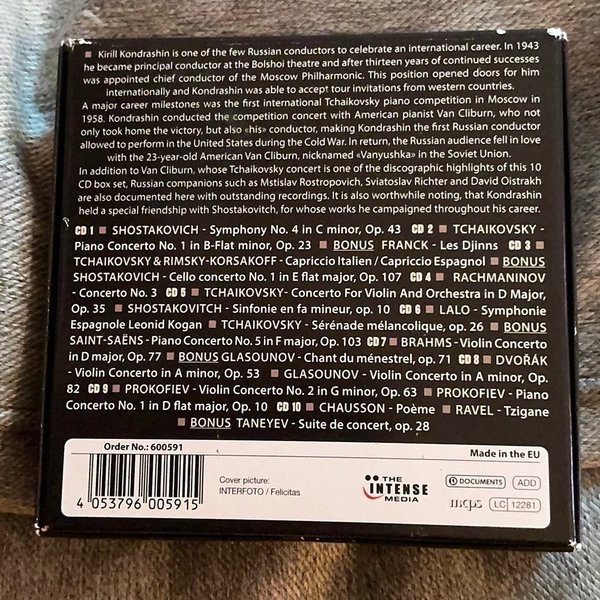 ■ Kirill Kondrashin is one of the few Russian conductors to celebrate an international career. In 1943
he became principal conductor at the Bolshoi theatre and after thirteen years of continued successes
was appointed chief conductor of the Moscow Philharmonic. This position opened doors for him
internationally and Kondrashin was able to accept tour invitations from western countries.
A major career milestones was the first international Tchaikovsky piano competition in Moscow in
1958. Kondrashin conducted the competition concert with American pianist Van Cliburn, who not
only took home the victory, but also «his» conductor, making Kondrashin the first Russian conductor
allowed to perform in the United States during the Cold War. In return, the Russian audience fell in love
with the 23-year-old American Van Cliburn, nicknamed «Vanyushka» in the Soviet Union.
In addition to Van Cliburn, whose Tchaikovsky concert is one of the discographic highlights of this 10
CD box set, Russian companions such as Mstislav Rostropovich, Sviatoslav Richter and David Oistrakh
are also documented here with outstanding recordings. It is also worthwhile noting, that Kondrashin
held a special friendship with Shostakovitch, for whose works he campaigned throughout his career.
CD 1 ■ SHOSTAKOVICH - Symphony No. 4 in C minor, Op. 43 CD 2 ■ TCHAIKOVSKY -
Piano Concerto No. 1 in B-Flat minor, Op. 23 ■ BONUS FRANCK - Les Djinns ■ CD 3 ■
TCHAIKOVSKY & RIMSKY-KORSAKOFF - Capriccio Italien / Capriccio Espagnol ■ BONUS
SHOSTAKOVICH - Cello concerto No. 1 in E flat major, Op. 107 CD 4 ■ RACHMANINOV
- Concerto No. 3 CD 5 ■ TCHAIKOVSKY - Concerto For Violin And Orchestra in D Major,
Op. 35 ■ SHOSTAKOVITCH - Sinfonie en fa mineur, op. 10 CD 6 ■ LALO - Symphonie
Espagnole Leonid Kogan ■ TCHAIKOVSKY - Sérénade mélancolique, op. 26 ■ BONUS
SAINT-SAËNS - Piano Concerto No. 5 in F major, Op. 103 CD 7 ■ BRAHMS - Violin Concerto
in D major, Op. 77 ■ BONUS GLASOUNOV - Chant du ménestrel, op. 71 CD 8 ■ DVOŘÁK
- Violin Concerto in A minor, Op. 53 ■ GLASOUNOV - Violin Concerto in A minor, Op.
82 CD 9 ■ PROKOFIEV - Violin Concerto No. 2 in G minor, Op. 63 ■ PROKOFIEV - Piano
Concerto No. 1 in D flat major, Op. 10 CD 10 ■ CHAUSSON - Poème ■ RAVEL - Tzigane
■ BONUS TANEYEV - Suite de concert, op. 28
Order No.: 600591
Made in the EU
4 053796 005915
Cover picture:
INTERFOTO / Felicitas
THE
INTENSE
MEDIA
DOCUMENTS
ADD
mcps
LC 12281